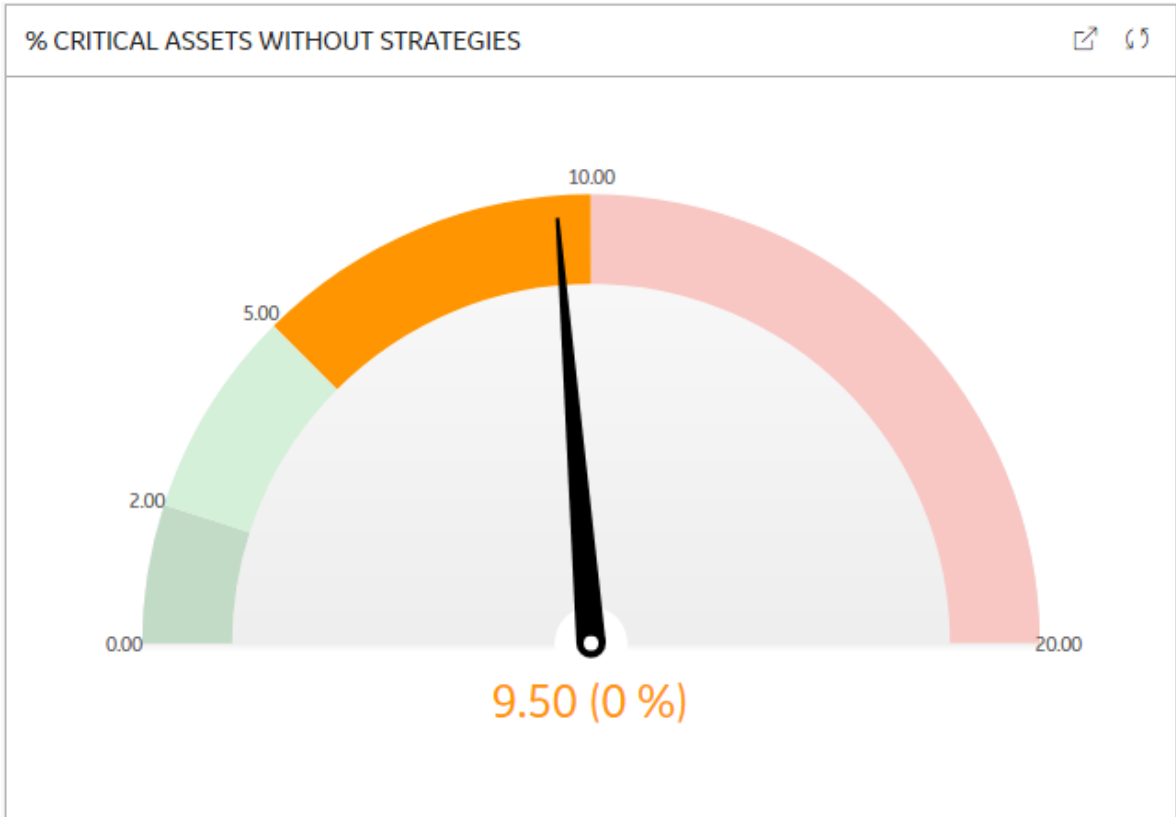 % CRITICAL ASSETS WITHOUT STRATEGIES
10.00
5.00
2.00
0.00
20.00
9.50 (0 %)